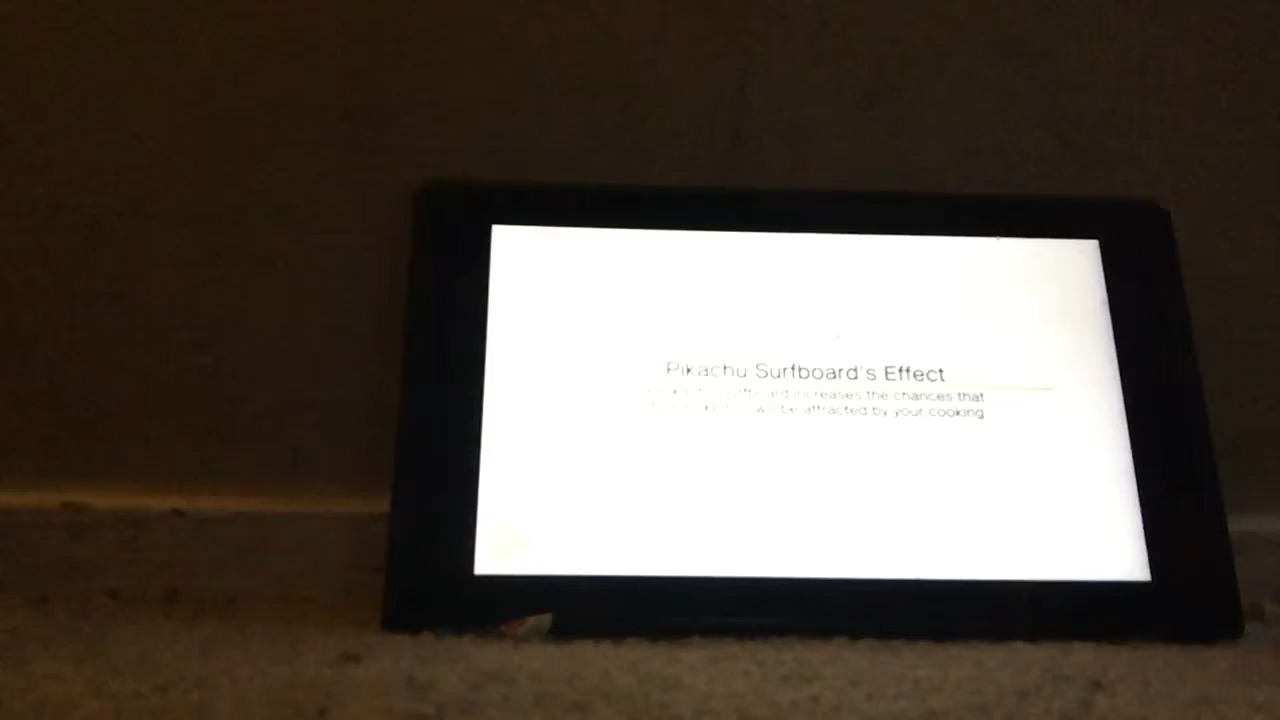 Pikachu Surfboard's Effect
increases the chances that
will be attracted by your cooking